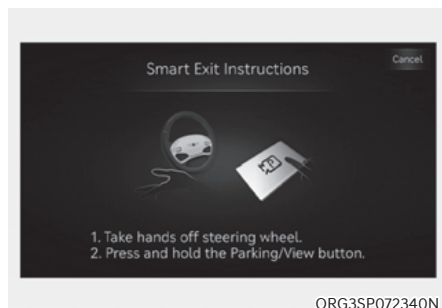 Smart Exit Instructions
Cancel
P
1. Take hands off steering wheel.
2. Press and hold the Parking/View button.
ORG3SP072340N